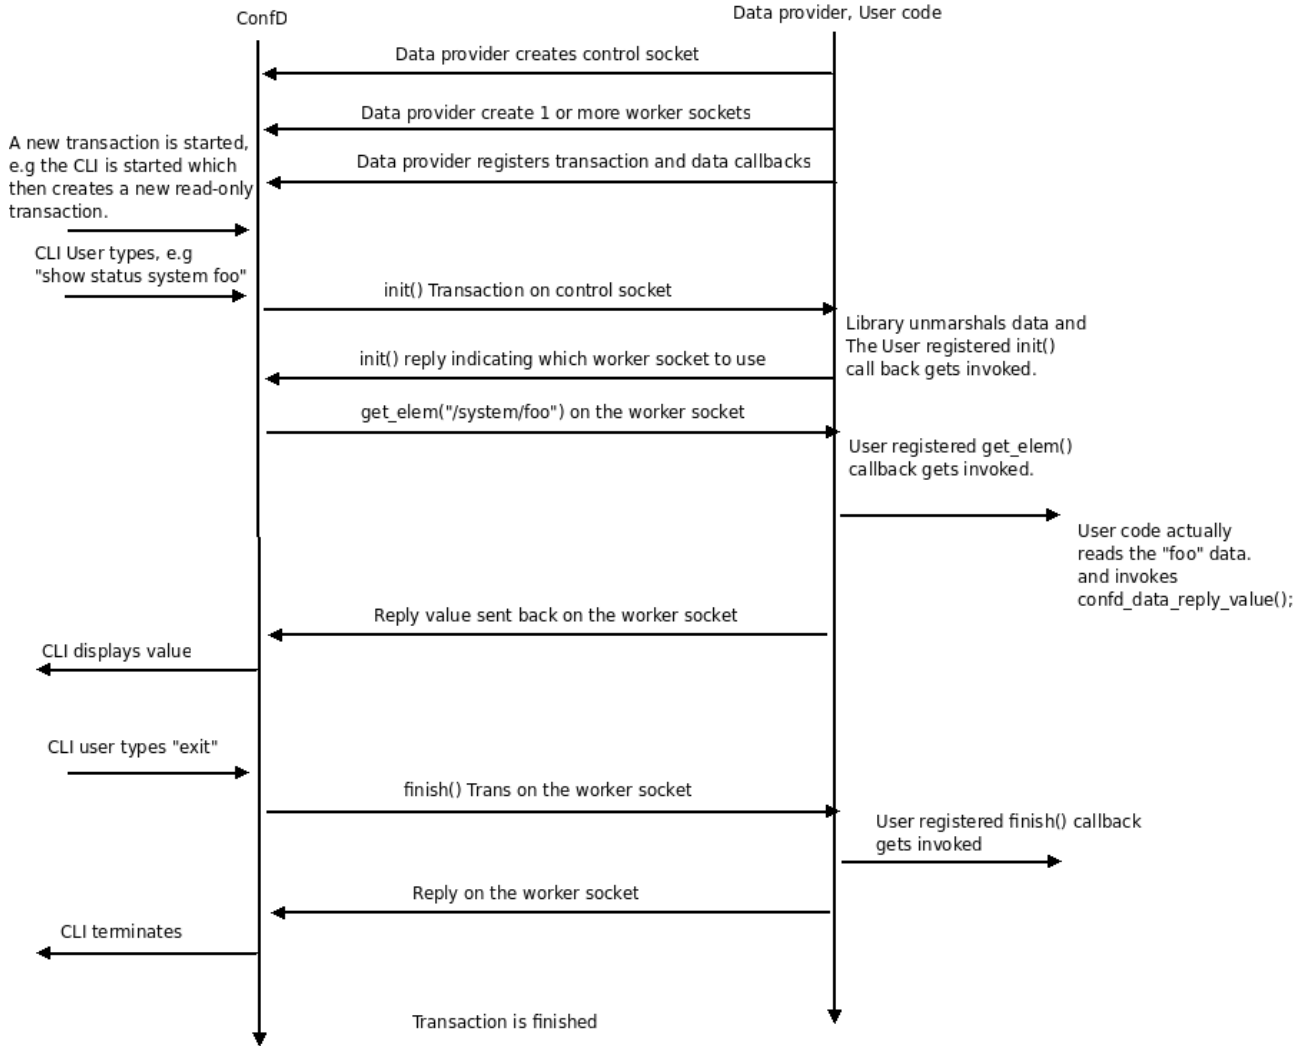 ConfD
Data provider, User code
Data provider creates control socket
Data provider create 1 or more worker sockets
A new transaction is started,
e.g the CLI is started which
then creates a new read-only
transaction.
Data provider registers transaction and data callbacks
CLI User types, e.g
"show status system foo"
init() Transaction on control socket
Library unmarshals data and
The User registered init()
call back gets invoked.
init() reply indicating which worker socket to use
get_elem("/system/foo") on the worker socket
User registered get_elem()
callback gets invoked.
User code actually
reads the "foo" data.
and invokes
confd_data_reply_value();
Reply value sent back on the worker socket
CLI displays value
CLI user types "exit"
finish() Trans on the worker socket
User registered finish() callback
gets invoked
Reply on the worker socket
CLI terminates
Transaction is finished